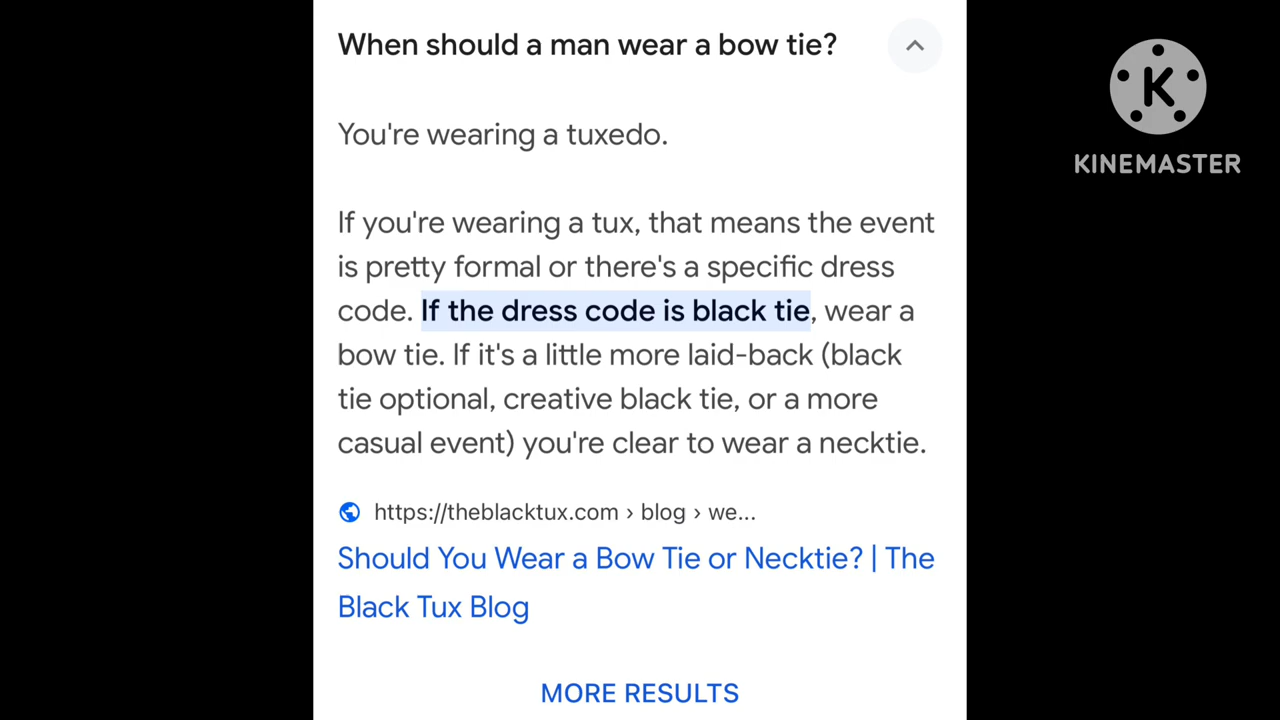 When should a man wear a bow tie?
You're wearing a tuxedo.
If you're wearing a tux, that means the event
is pretty formal or there's a specific dress
code. If the dress code is black tie, wear a
bow tie. If it's a little more laid-back (black
tie optional, creative black tie, or a more
casual event) you're clear to wear a necktie.
https://theblacktux.com › blog › we...
Should You Wear a Bow Tie or Necktie? | The
Black Tux Blog
MORE RESULTS
K
KINEMASTER